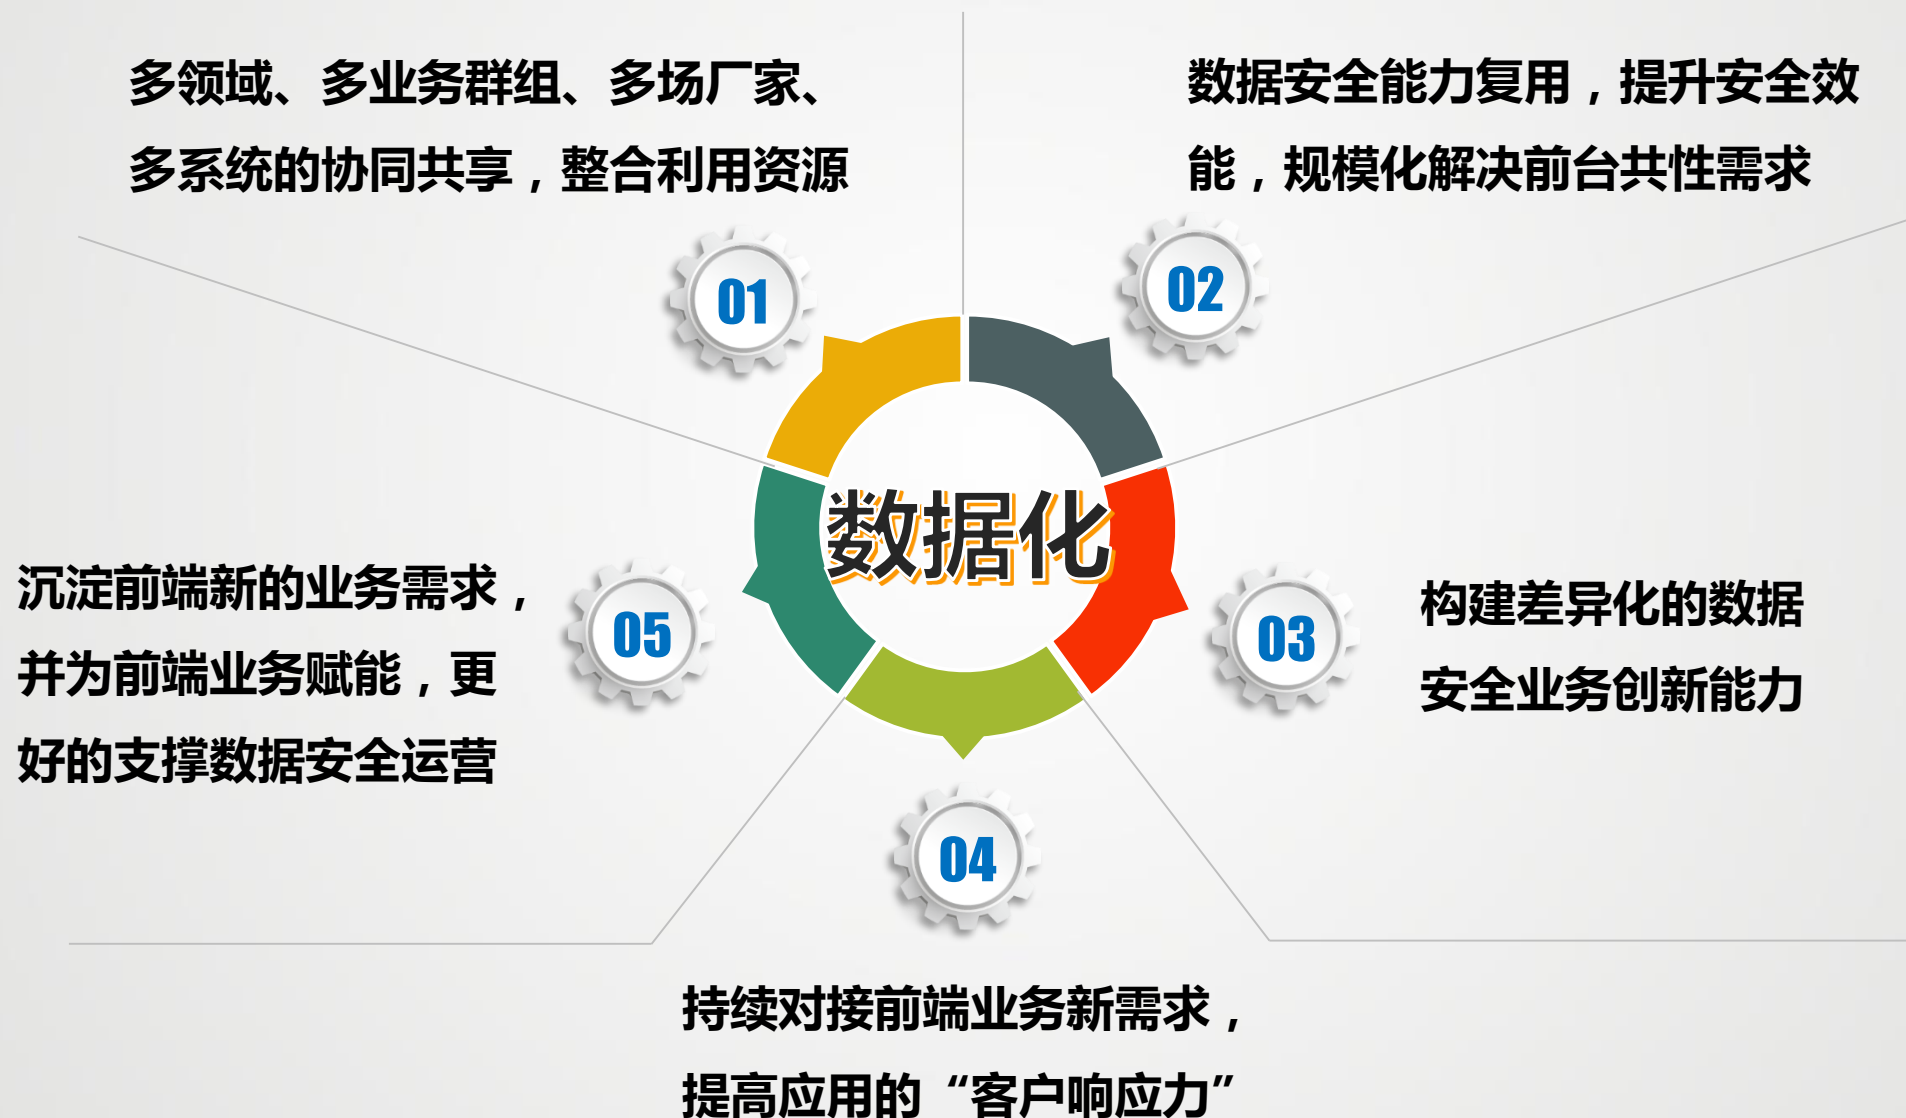 多领域、多业务群组、多场厂家、
多系统的协同共享，整合利用资源
01
数据安全能力复用，提升安全效
能，规模化解决前台共性需求
02
数据化
构建差异化的数据
安全业务创新能力
03
04
持续对接前端业务新需求，
提高应用的“客户响应力”
沉淀前端新的业务需求，
并为前端业务赋能，更
好的支撑数据安全运营
05